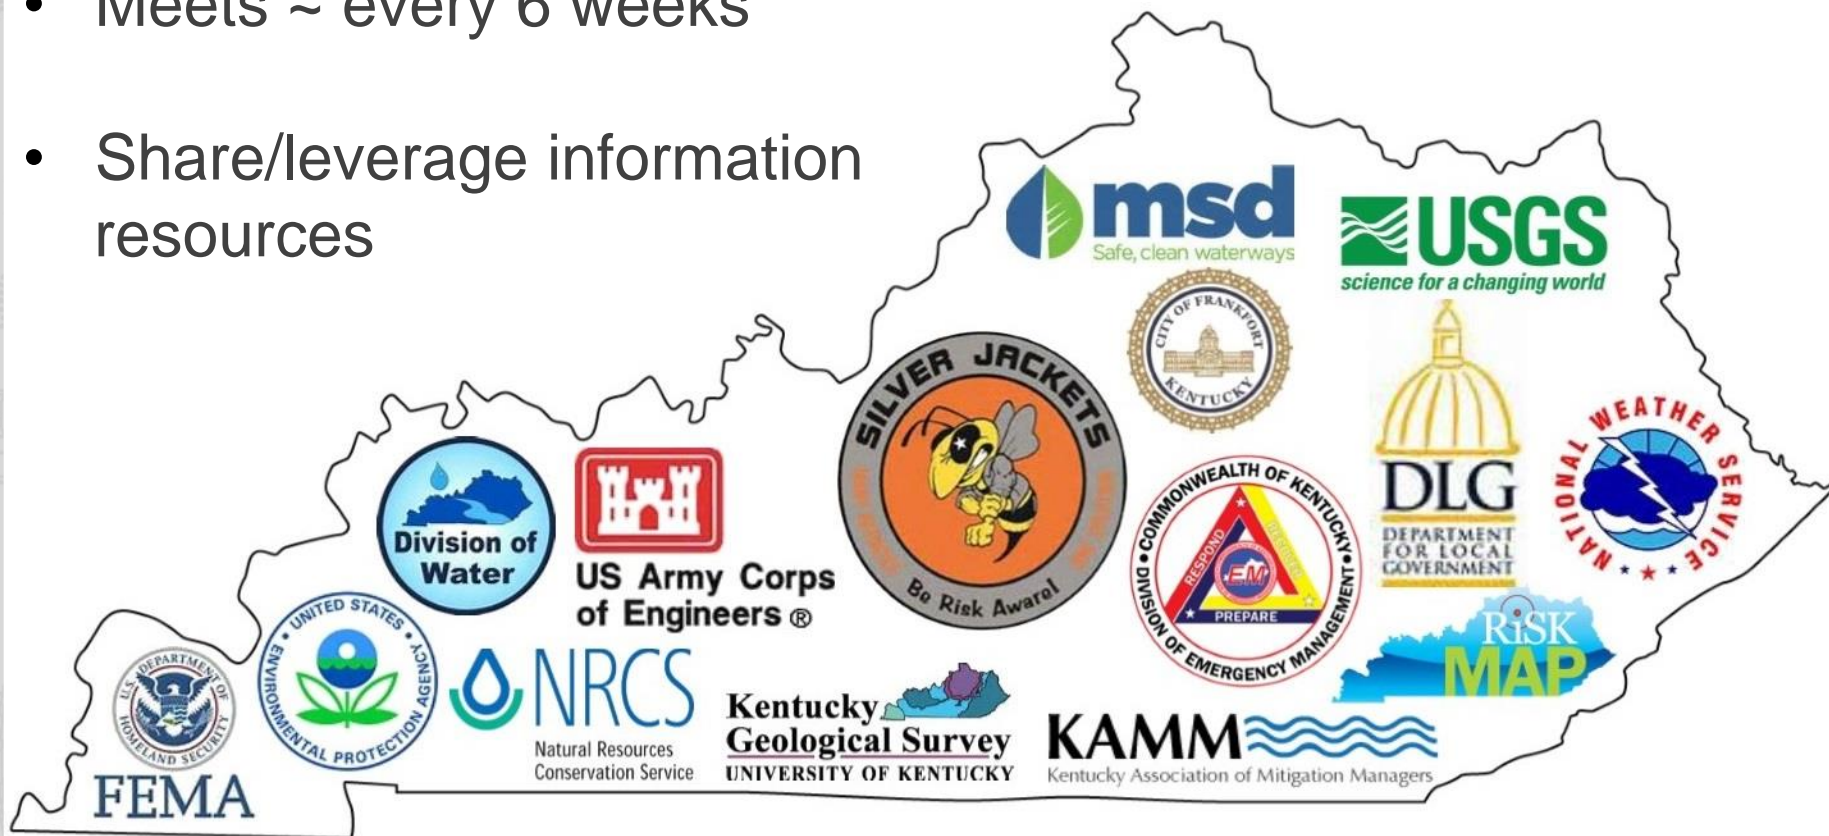 • Meets ~ every 6 weeks
• Share/leverage information
resources
msd
Safe, clean waterways
USGS
science for a changing world
CITY OF FRANKFORT
KENTUCKY
SILVER JACKETS
Be Risk Aware!
NATIONAL WEATHER SERVICE
DLG
DEPARTMENT
FOR LOCAL
GOVERNMENT
Division of
Water
US Army Corps
of Engineers ®
• COMMONWEALTH OF KENTUCKY •
DIVISION OF EMERGENCY MANAGEMENT
RESPOND
RECOVER
EM
PREPARE
RiSK
MAP
UNITED STATES
• ENVIRONMENTAL PROTECTION AGENCY •
U.S. DEPARTMENT OF
HOMELAND SECURITY
FEMA
NRCS
Natural Resources
Conservation Service
Kentucky
Geological Survey
UNIVERSITY OF KENTUCKY
KAMM
Kentucky Association of Mitigation Managers